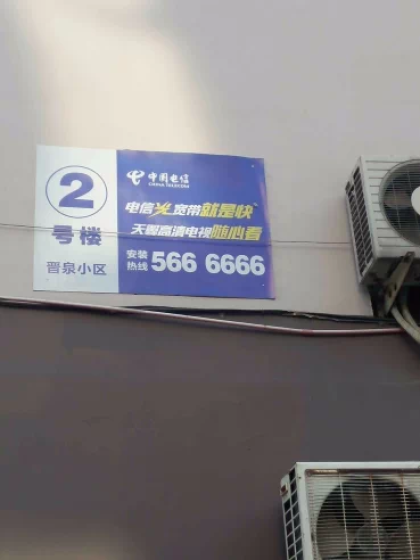 2
号楼
晋泉小区
中国电信
CHINA TELECOM
电信光宽带就是快
天翼高清电视随心看
安装
热线 566 6666